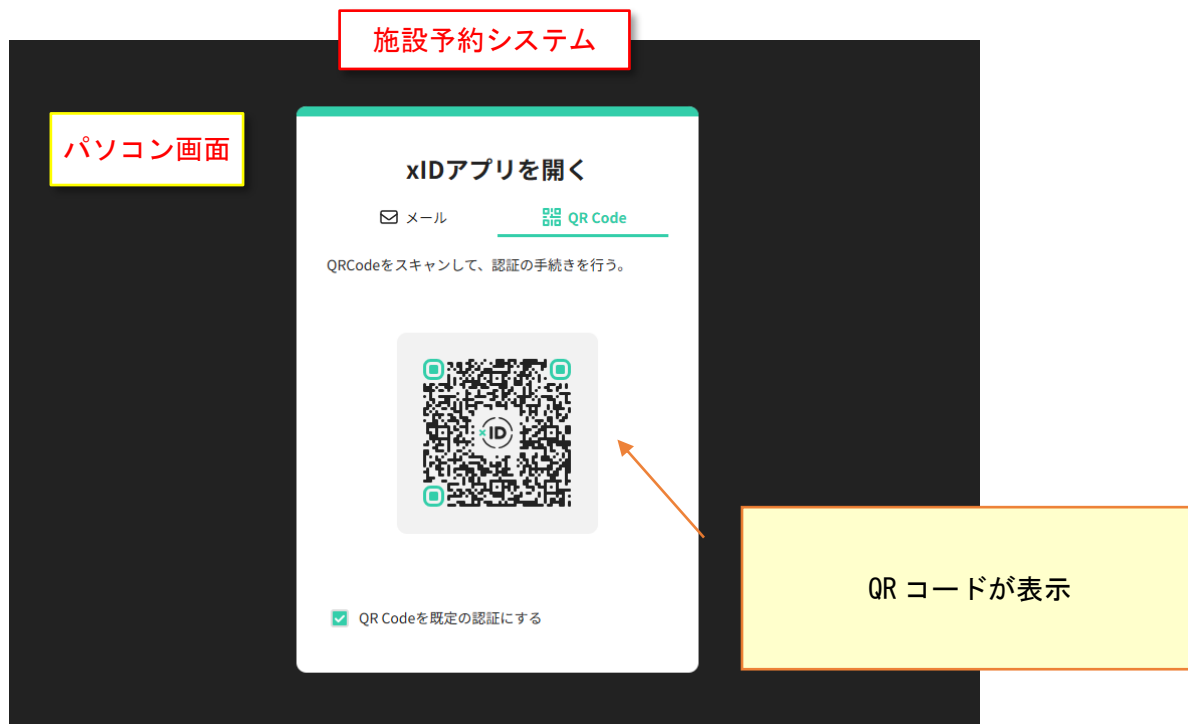 施設予約システム
パソコン画面
xIDアプリを開く
メール
QR Code
QRCodeをスキャンして、認証の手続きを行う。
xID
QR Codeを既定の認証にする
QR コードが表示